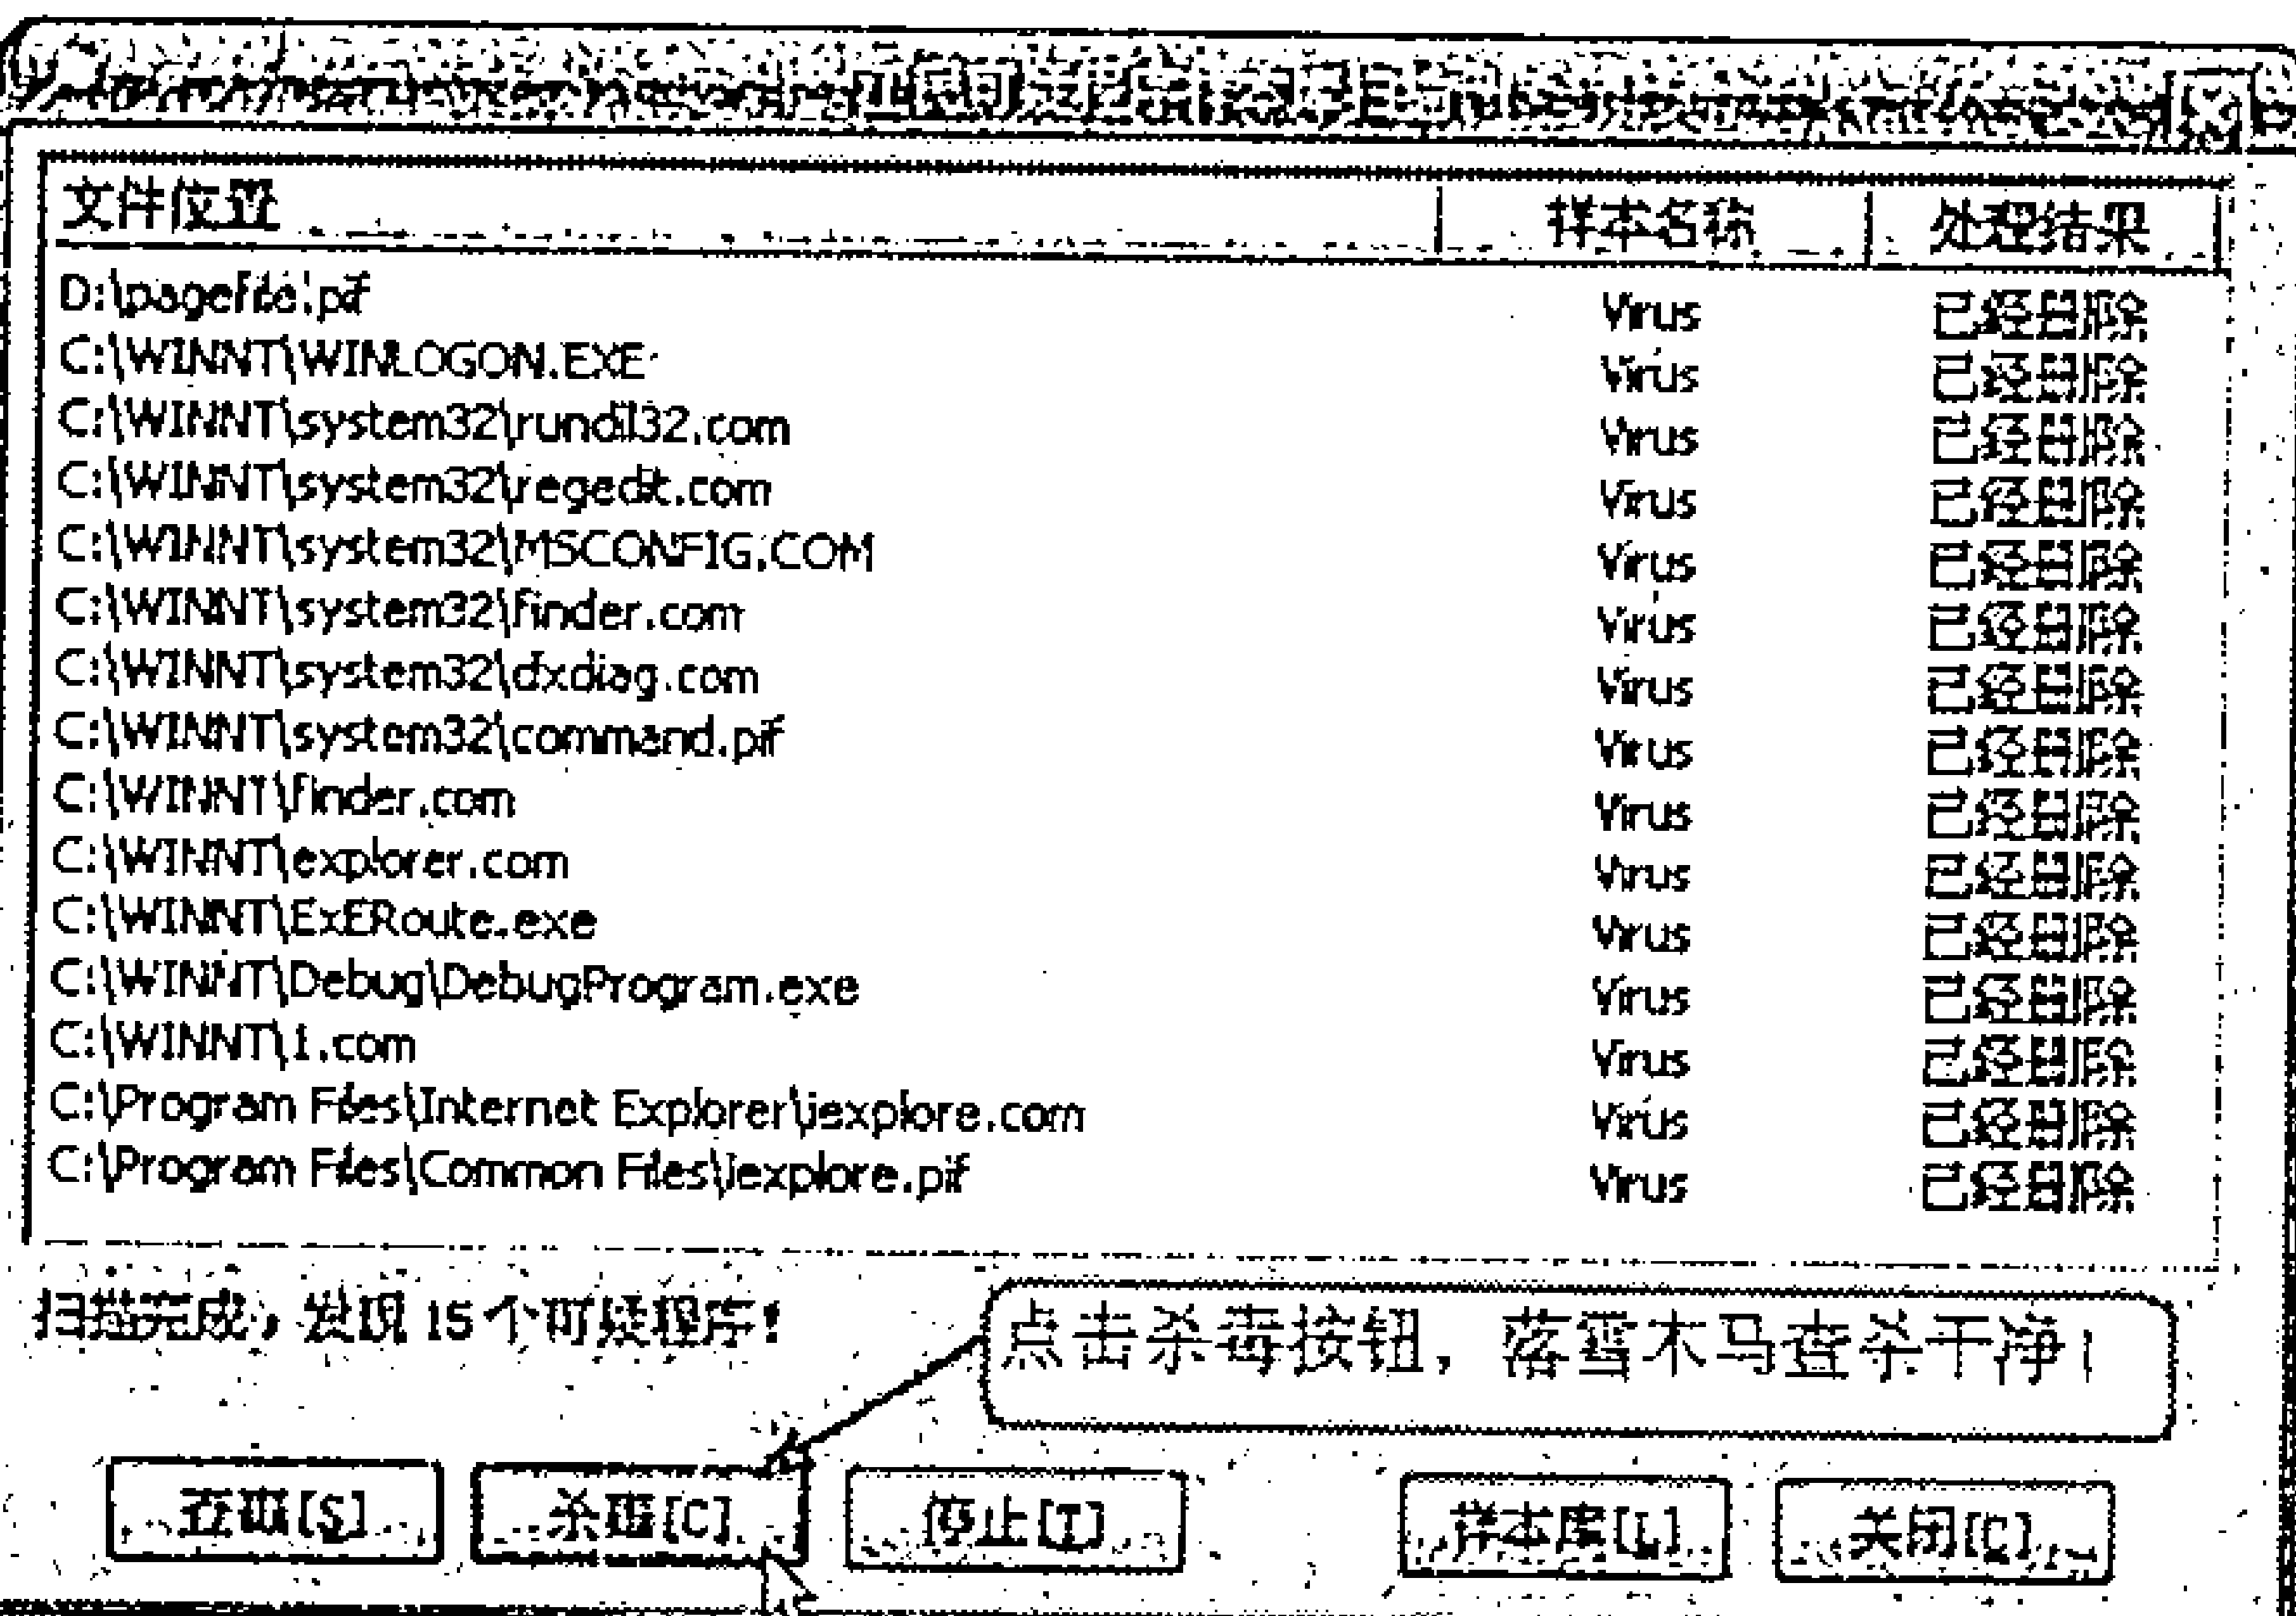 文件位置 样本名称 处理结果
D:\pagefile.pif Virus 已经删除
C:\WINNT\WINLOGON.EXE Virus 已经删除
C:\WINNT\system32\rundll32.com Virus 已经删除
C:\WINNT\system32\regedit.com Virus 已经删除
C:\WINNT\system32\MSCONFIG.COM Virus 已经删除
C:\WINNT\system32\finder.com Virus 已经删除
C:\WINNT\system32\dxdiag.com Virus 已经删除
C:\WINNT\system32\command.pif Virus 已经删除
C:\WINNT\finder.com Virus 已经删除
C:\WINNT\explorer.com Virus 已经删除
C:\WINNT\ExERoute.exe Virus 已经删除
C:\WINNT\Debug\DebugProgram.exe Virus 已经删除
C:\WINNT\1.com Virus 已经删除
C:\Program Files\Internet Explorer\iexplore.com Virus 已经删除
C:\Program Files\Common Files\iexplore.pif Virus 已经删除
扫描完成，发现 15 个可疑程序!
点击杀毒按钮，落雪木马查杀干净!
查毒[S] 杀毒[C] 停止[T] 样本库[L] 关闭[C]